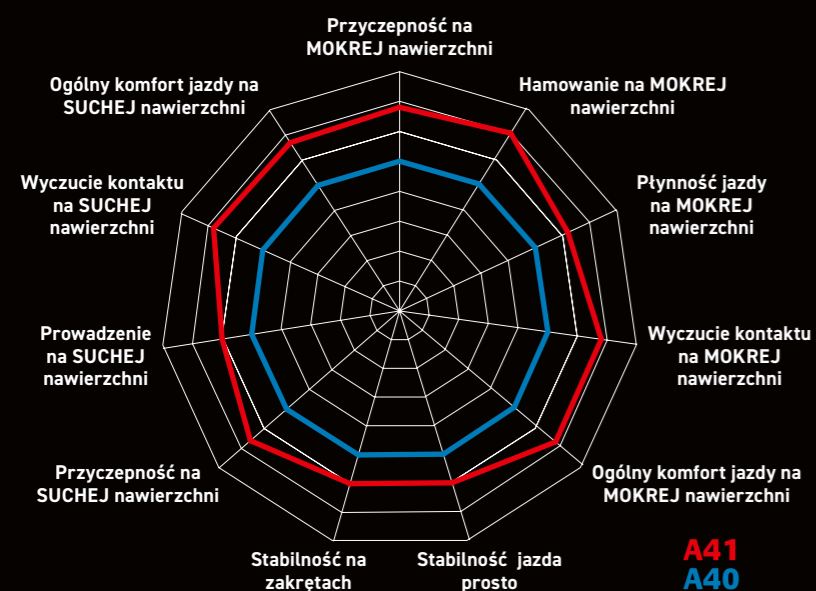 Przyczepność na
MOKREJ nawierzchni
Hamowanie na MOKREJ
nawierzchni
Płynność jazdy
na MOKREJ
nawierzchni
Wyczucie kontaktu
na MOKREJ
nawierzchni
Ogólny komfort jazdy na
MOKREJ nawierzchni
Stabilność jazda
prosto
Stabilność na
zakrętach
Przyczepność na
SUCHEJ nawierzchni
Prowadzenie
na SUCHEJ
nawierzchni
Wyczucie kontaktu
na SUCHEJ
nawierzchni
Ogólny komfort jazdy na
SUCHEJ nawierzchni
A41
A40